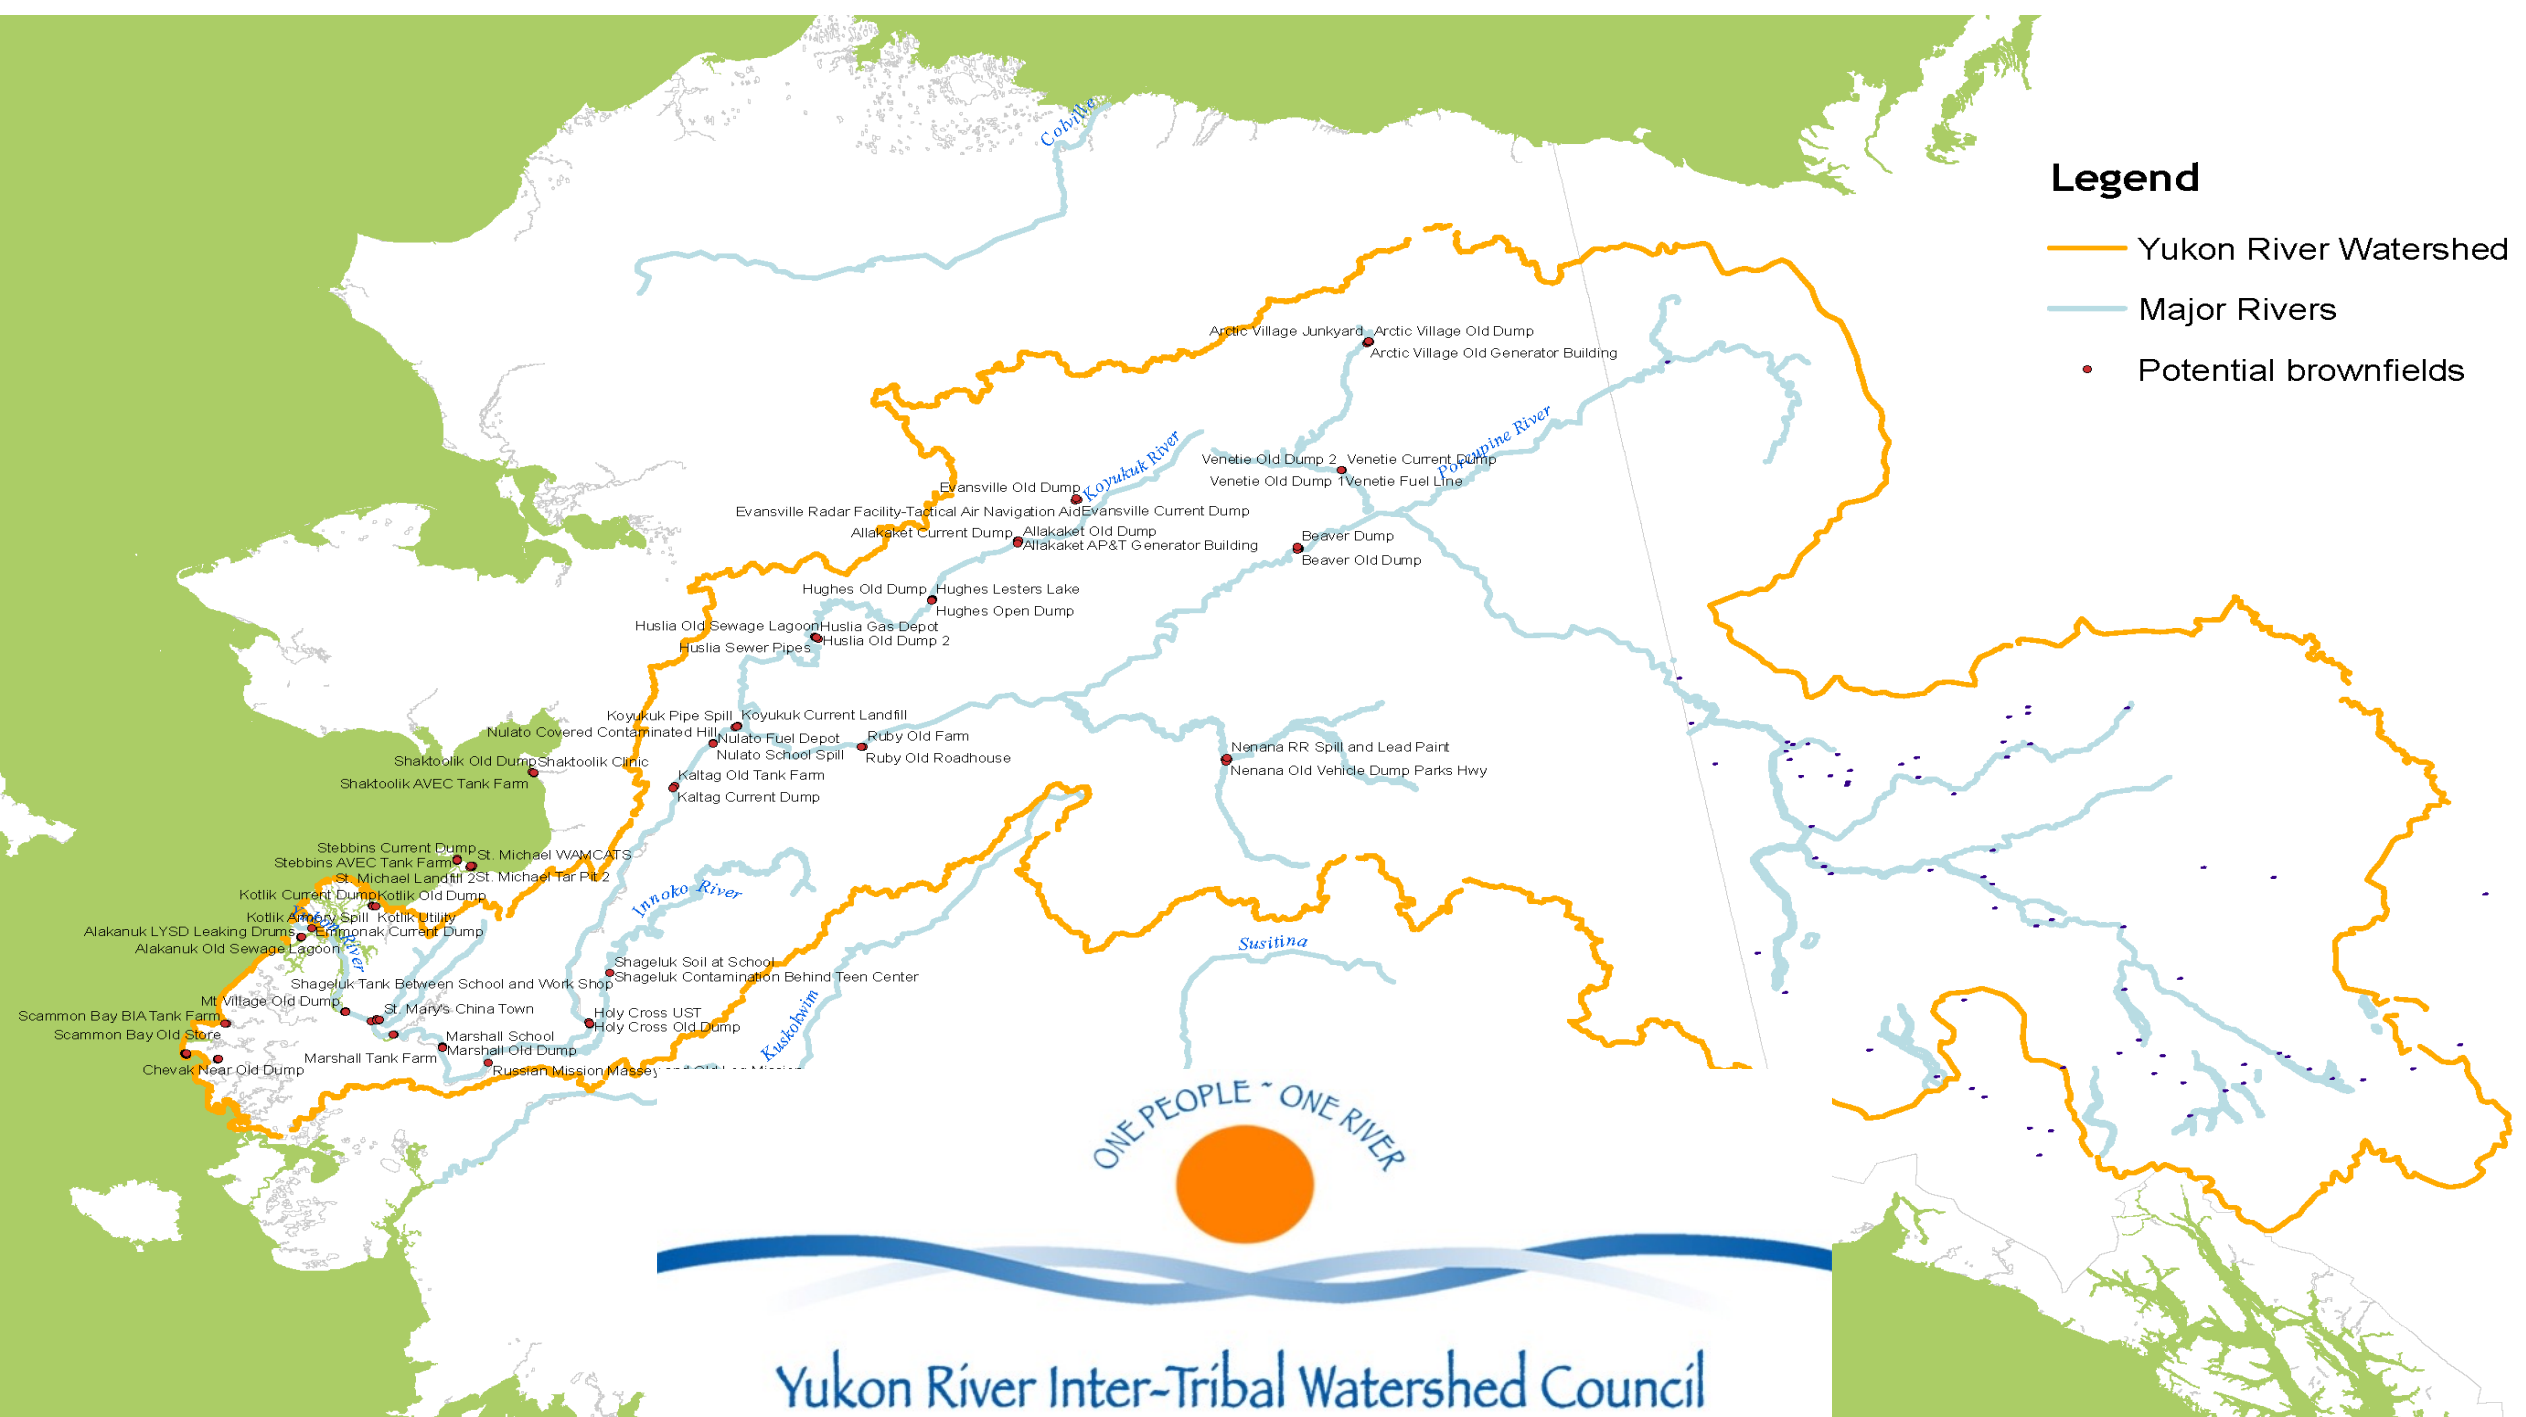 Colville
Legend
Yukon River Watershed
Major Rivers
Potential brownfields
Arctic Village Junkyard
Arctic Village Old Dump
Arctic Village Old Generator Building
Porcupine River
Koyukuk River
Venetie Old Dump 2
Venetie Current Dump
Venetie Old Dump 1
Venetie Fuel Line
Evansville Old Dump
Evansville Radar Facility-Tactical Air Navigation Aid
Evansville Current Dump
Allakaket Current Dump
Allakaket Old Dump
Allakaket AP&T Generator Building
Beaver Dump
Beaver Old Dump
Hughes Old Dump
Hughes Lesters Lake
Hughes Open Dump
Huslia Old Sewage Lagoon
Huslia Gas Depot
Huslia Old Dump 2
Huslia Sewer Pipes
Koyukuk Pipe Spill
Koyukuk Current Landfill
Nulato Covered Contaminated Hill
Nulato Fuel Depot
Nulato School Spill
Ruby Old Farm
Ruby Old Roadhouse
Nenana RR Spill and Lead Paint
Nenana Old Vehicle Dump Parks Hwy
Shaktoolik Old Dump
Shaktoolik Clinic
Shaktoolik AVEC Tank Farm
Kaltag Old Tank Farm
Kaltag Current Dump
Stebbins Current Dump
Stebbins AVEC Tank Farm
St. Michael WAMCATS
St. Michael Landfill 2
St. Michael Tar Pit 2
Kotlik Current Dump
Kotlik Old Dump
Kotlik Armory Spill
Kotlik Utility
Innoko River
River
Alakanuk LYSD Leaking Drums
Emmonak Current Dump
Alakanuk Old Sewage Lagoon
Susitina
Shageluk Soil at School
Shageluk Contamination Behind Teen Center
Shageluk Tank Between School and Work Shop
Mt Village Old Dump
St. Mary's China Town
Scammon Bay BIA Tank Farm
Scammon Bay Old Store
Holy Cross UST
Holy Cross Old Dump
Kuskokwim
Marshall School
Marshall Old Dump
Marshall Tank Farm
Chevak Near Old Dump
Russian Mission Massey
ONE PEOPLE ~ ONE RIVER
Yukon River Inter-Tribal Watershed Council